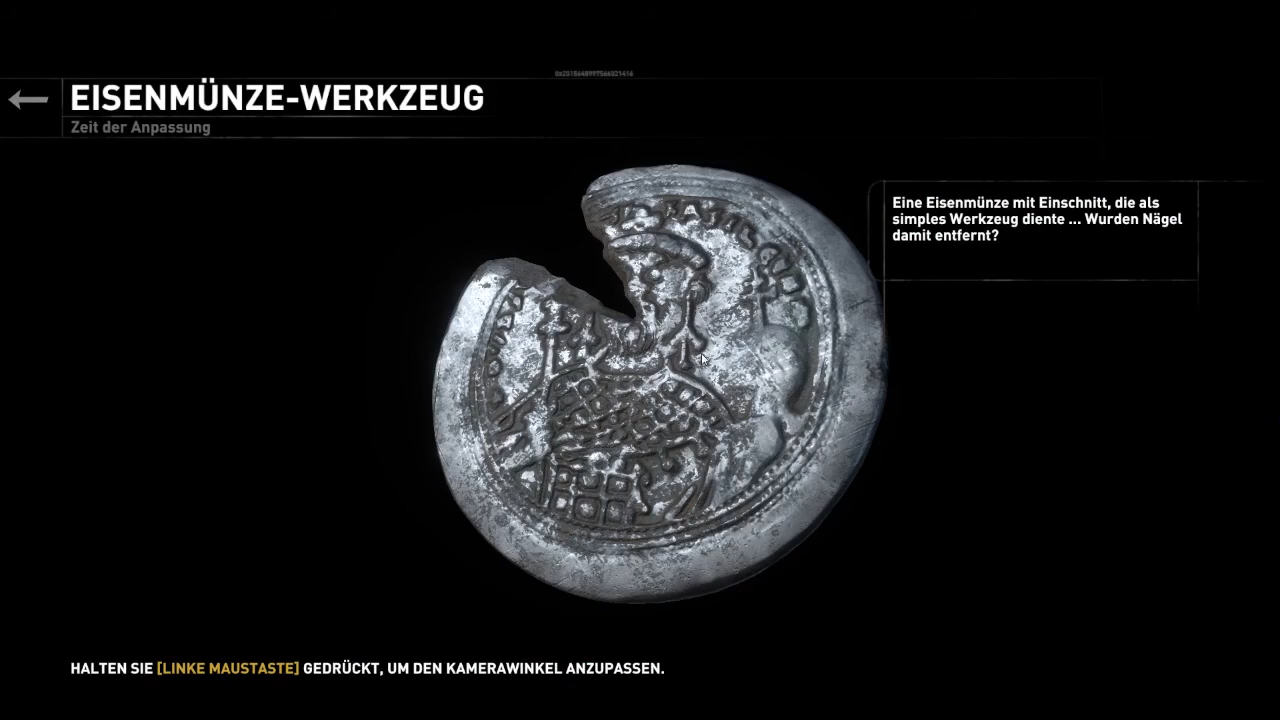 EISENMÜNZE-WERKZEUG
Zeit der Anpassung
Eine Eisenmünze mit Einschnitt, die als
simples Werkzeug diente ... Wurden Nägel
damit entfernt?
HALTEN SIE [LINKE MAUSTASTE] GEDRÜCKT, UM DEN KAMERAWINKEL ANZUPASSEN.